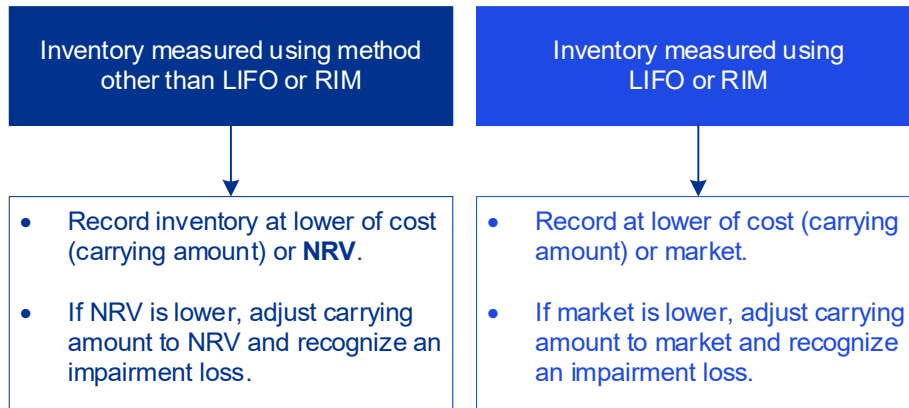 Inventory measured using method
other than LIFO or RIM
• Record inventory at lower of cost
(carrying amount) or NRV.
• If NRV is lower, adjust carrying
amount to NRV and recognize an
impairment loss.
Inventory measured using
LIFO or RIM
• Record at lower of cost (carrying
amount) or market.
• If market is lower, adjust carrying
amount to market and recognize
an impairment loss.